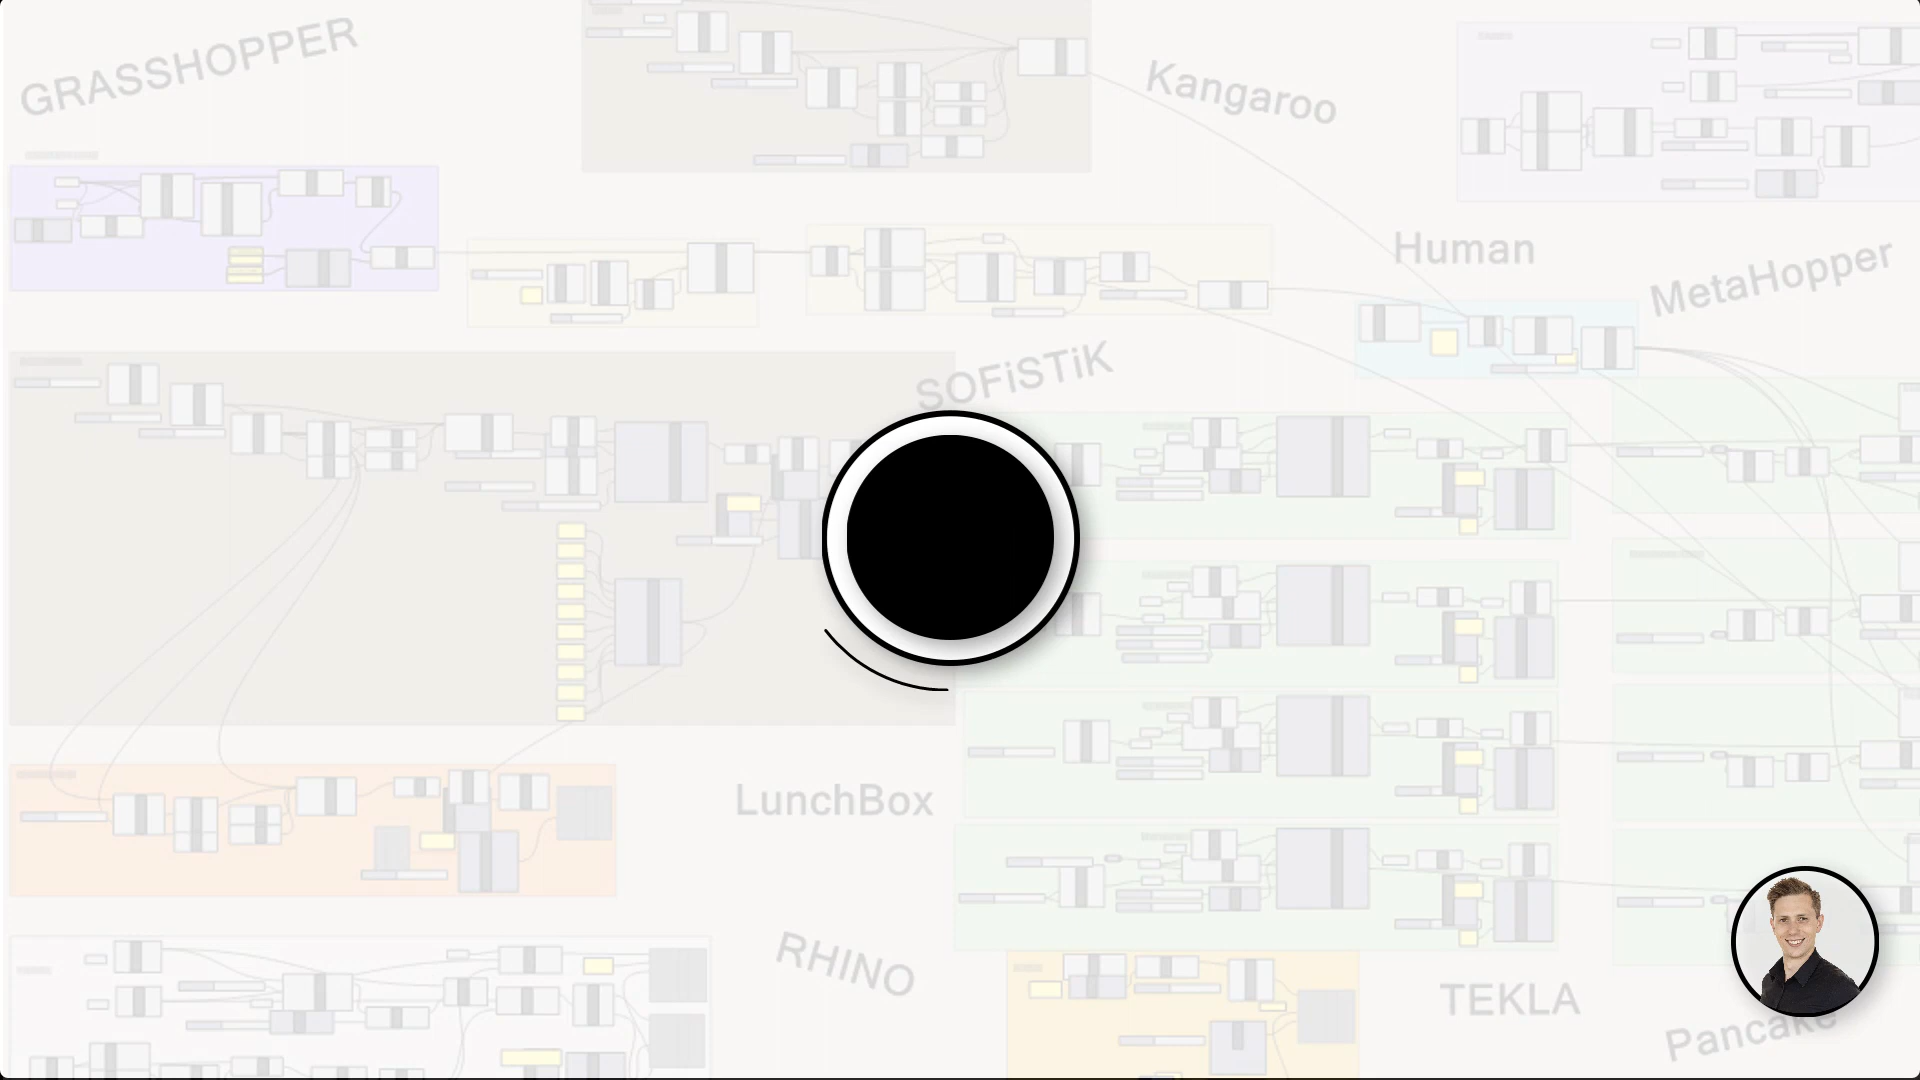 GRASSHOPPER
Kangaroo
Human
MetaHopper
SOFiSTiK
LunchBox
RHINO
TEKLA
Pancake